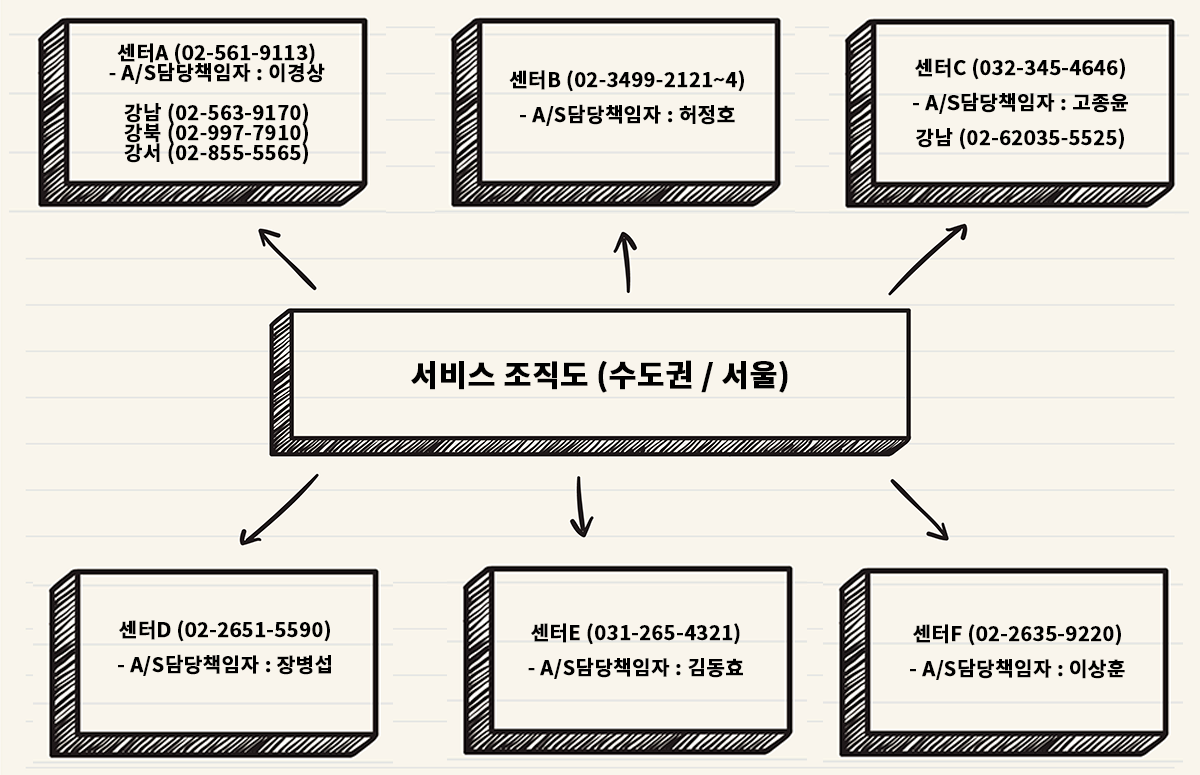 센터A (02-561-9113)
- A/S담당책임자 : 이경상
강남 (02-563-9170)
강북 (02-997-7910)
강서 (02-855-5565)
센터B (02-3499-2121~4)
- A/S담당책임자 : 허정호
센터C (032-345-4646)
- A/S담당책임자 : 고종윤
강남 (02-62035-5525)
서비스 조직도 (수도권 / 서울)
센터D (02-2651-5590)
- A/S담당책임자 : 장병섭
센터E (031-265-4321)
- A/S담당책임자 : 김동효
센터F (02-2635-9220)
- A/S담당책임자 : 이상훈